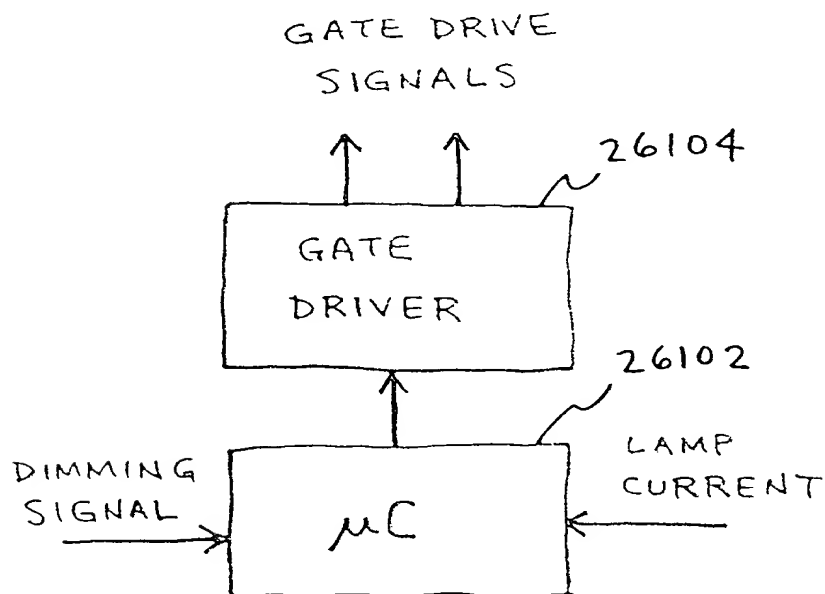 GATE DRIVE
SIGNALS
26104
GATE
DRIVER
26102
DIMMING
SIGNAL
μC
LAMP
CURRENT